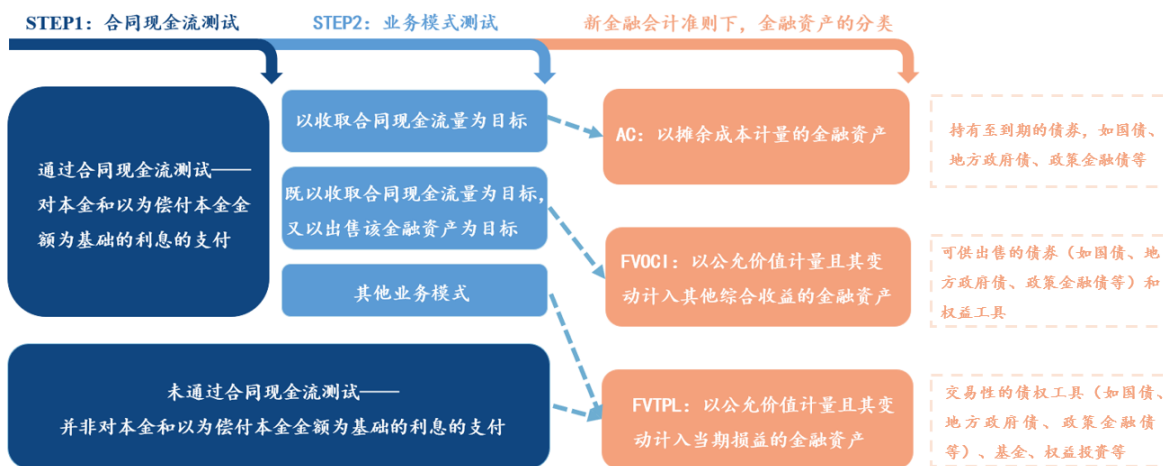 STEP1：合同现金流测试
STEP2：业务模式测试
新金融会计准则下，金融资产的分类
通过合同现金流测试——
对本金和以为偿付本金金
额为基础的利息的支付
以收取合同现金流量为目标
既以收取合同现金流量为目标，
又以出售该金融资产为目标
其他业务模式
未通过合同现金流测试——
并非对本金和以为偿付本金金额为基础的利息的支付
AC：以摊余成本计量的金融资产
FVOCI：以公允价值计量且其变
动计入其他综合收益的金融资产
FVTPL：以公允价值计量且其变
动计入当期损益的金融资产
持有至到期的债券，如国债、
地方政府债、政策金融债等
可供出售的债券（如国债、地
方政府债、政策金融债等）和
权益工具
交易性的债权工具（如国债、
地方政府债、政策金融债
等）、基金、权益投资等